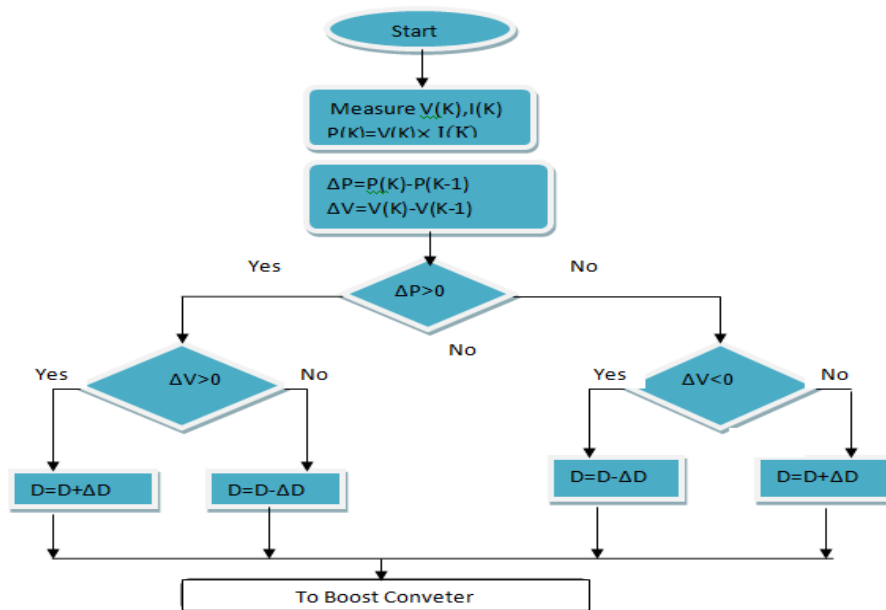 Start
Measure V(K),I(K)
P(K)=V(K)× I(K)
ΔP=P(K)-P(K-1)
ΔV=V(K)-V(K-1)
Yes
No
ΔP>0
No
Yes
ΔV>0
No
Yes
ΔV<0
No
D=D+ΔD
D=D-ΔD
D=D-ΔD
D=D+ΔD
To Boost Conveter